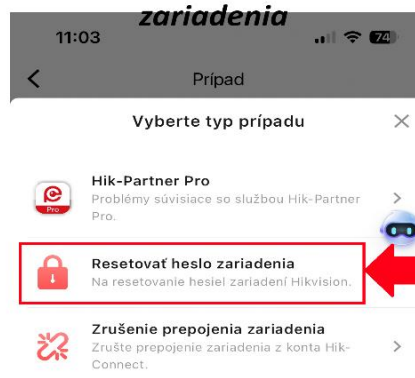 zariadenia
11:03
74
Prípad
Vyberte typ prípadu
Hik-Partner Pro
Problémy súvisiace so službou Hik-Partner
Pro.
Pro
Resetovať heslo zariadenia
Na resetovanie hesiel zariadení Hikvision.
Zrušenie prepojenia zariadenia
Zrušte prepojenie zariadenia z konta Hik-
Connect.